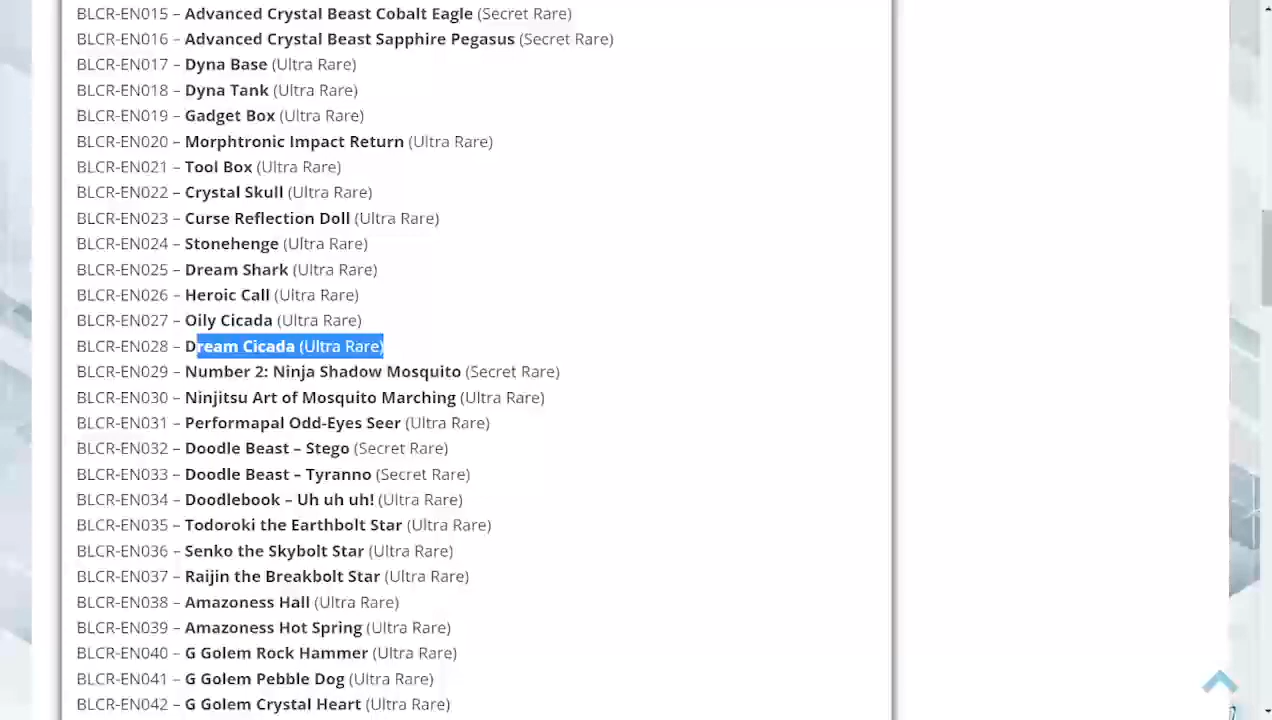 BLCR-EN015 – Advanced Crystal Beast Cobalt Eagle (Secret Rare)
BLCR-EN016 – Advanced Crystal Beast Sapphire Pegasus (Secret Rare)
BLCR-EN017 – Dyna Base (Ultra Rare)
BLCR-EN018 – Dyna Tank (Ultra Rare)
BLCR-EN019 – Gadget Box (Ultra Rare)
BLCR-EN020 – Morphtronic Impact Return (Ultra Rare)
BLCR-EN021 – Tool Box (Ultra Rare)
BLCR-EN022 – Crystal Skull (Ultra Rare)
BLCR-EN023 – Curse Reflection Doll (Ultra Rare)
BLCR-EN024 – Stonehenge (Ultra Rare)
BLCR-EN025 – Dream Shark (Ultra Rare)
BLCR-EN026 – Heroic Call (Ultra Rare)
BLCR-EN027 – Oily Cicada (Ultra Rare)
BLCR-EN028 – Dream Cicada (Ultra Rare)
BLCR-EN029 – Number 2: Ninja Shadow Mosquito (Secret Rare)
BLCR-EN030 – Ninjitsu Art of Mosquito Marching (Ultra Rare)
BLCR-EN031 – Performapal Odd-Eyes Seer (Ultra Rare)
BLCR-EN032 – Doodle Beast – Stego (Secret Rare)
BLCR-EN033 – Doodle Beast – Tyranno (Secret Rare)
BLCR-EN034 – Doodlebook – Uh uh uh! (Ultra Rare)
BLCR-EN035 – Todoroki the Earthbolt Star (Ultra Rare)
BLCR-EN036 – Senko the Skybolt Star (Ultra Rare)
BLCR-EN037 – Raijin the Breakbolt Star (Ultra Rare)
BLCR-EN038 – Amazoness Hall (Ultra Rare)
BLCR-EN039 – Amazoness Hot Spring (Ultra Rare)
BLCR-EN040 – G Golem Rock Hammer (Ultra Rare)
BLCR-EN041 – G Golem Pebble Dog (Ultra Rare)
BLCR-EN042 – G Golem Crystal Heart (Ultra Rare)